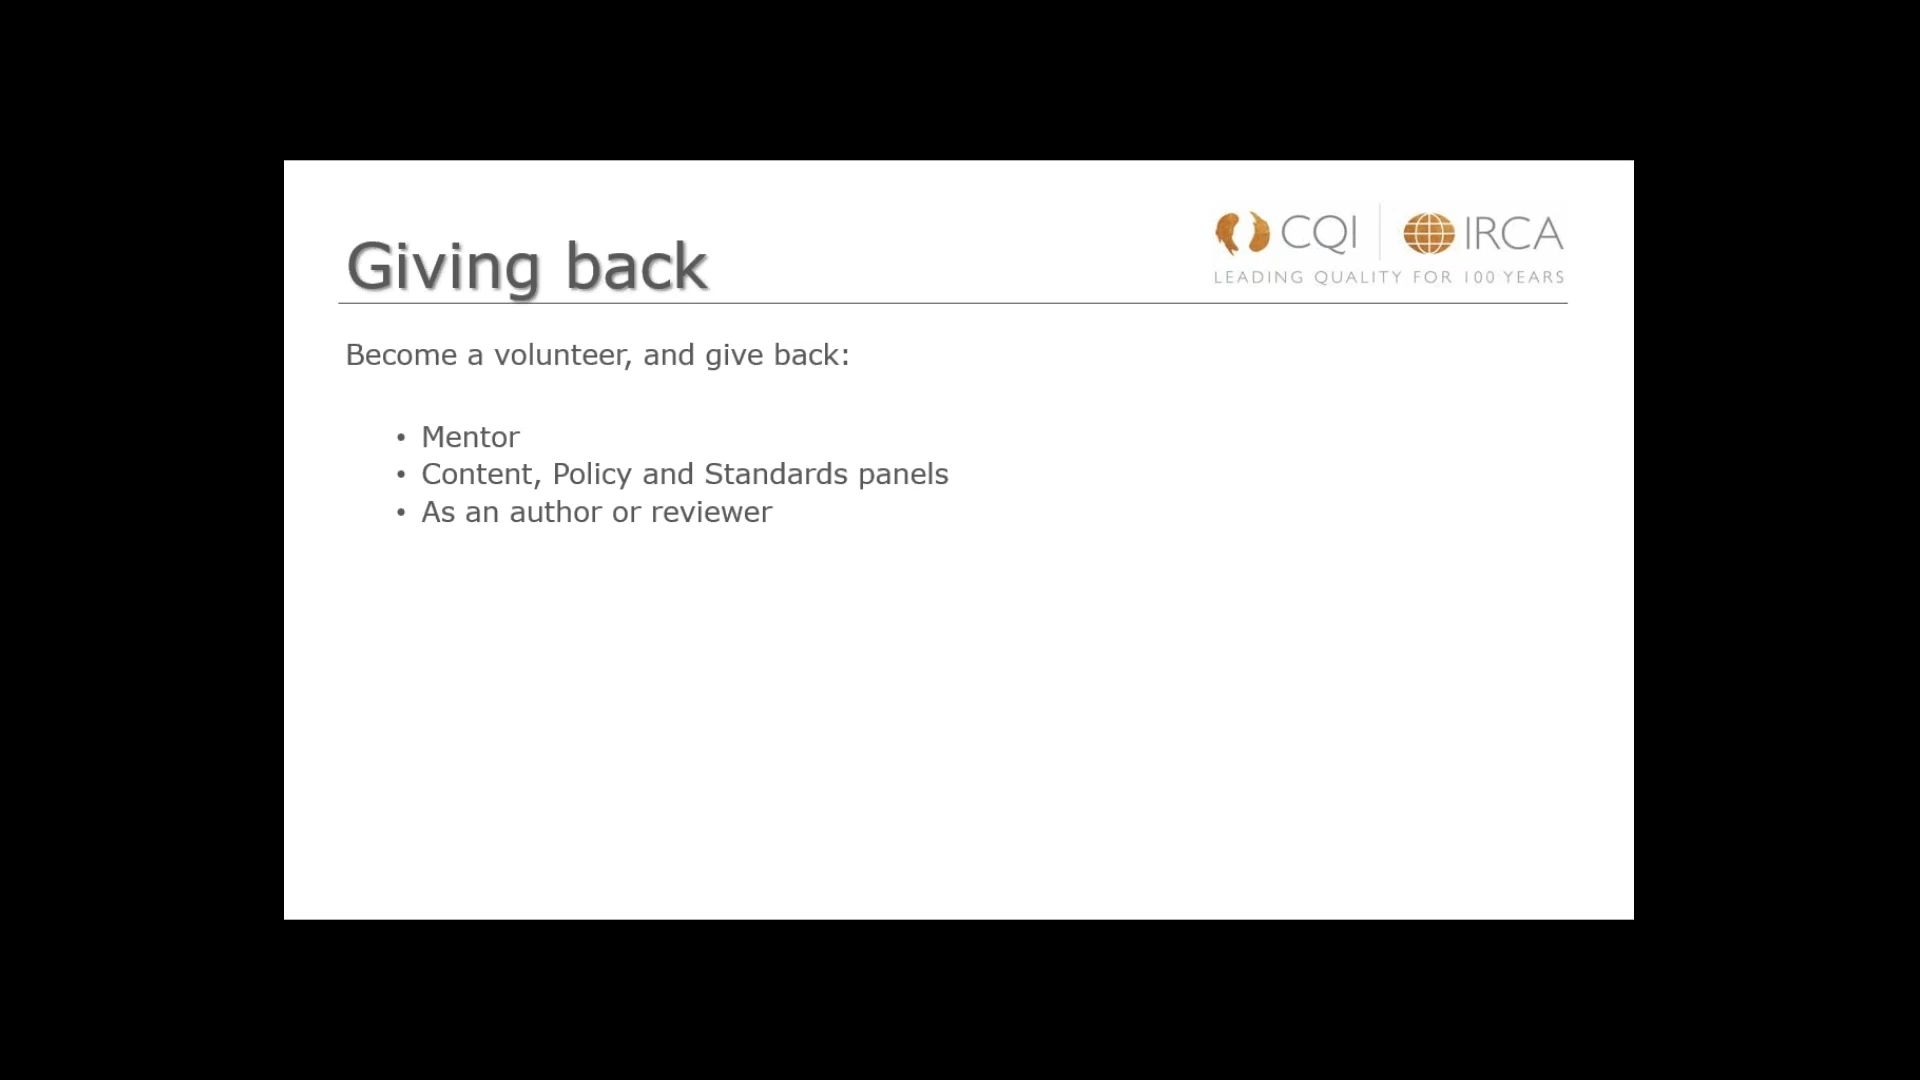 CQI | IRCA
LEADING QUALITY FOR 100 YEARS
Giving back
Become a volunteer, and give back:
• Mentor
• Content, Policy and Standards panels
• As an author or reviewer